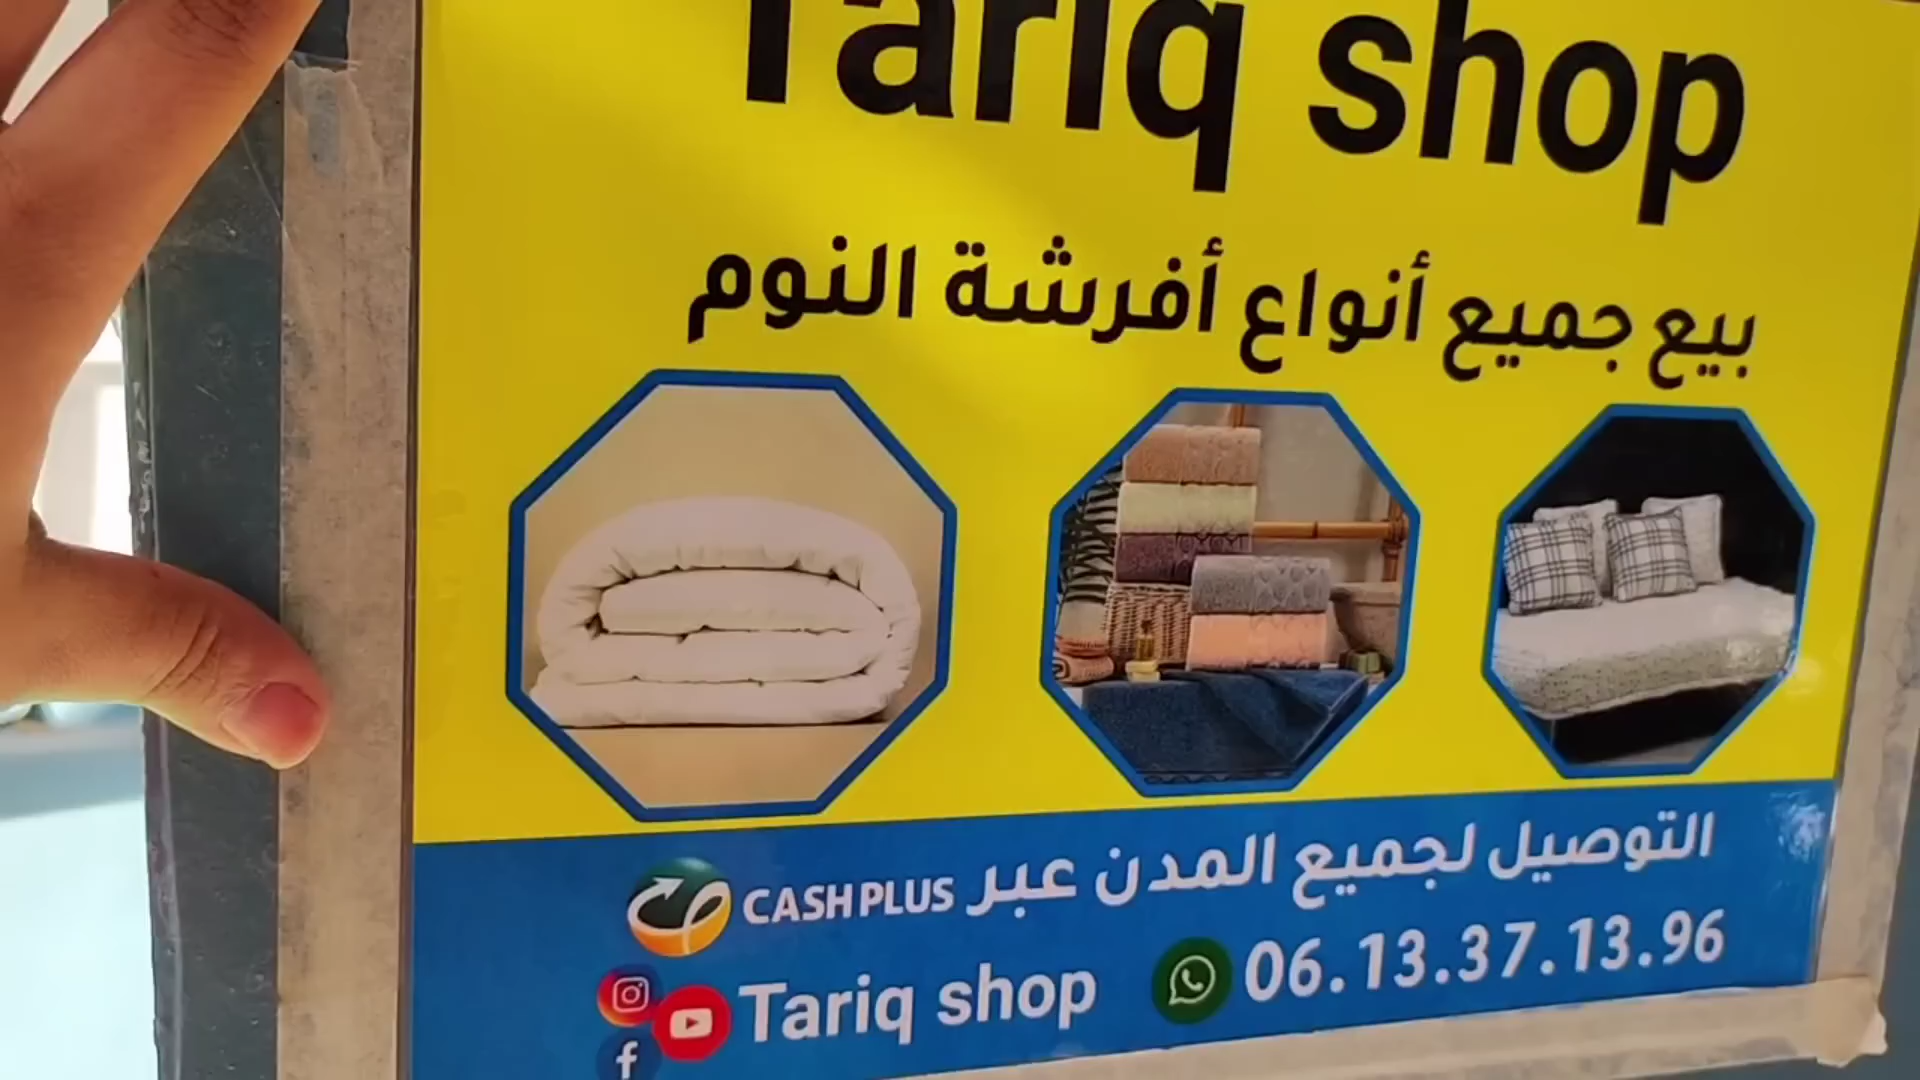 Tariq shop
بيع جميع أنواع أفرشة النوم
التوصيل لجميع المدن عبر CASHPLUS
Tariq shop 06.13.37.13.96